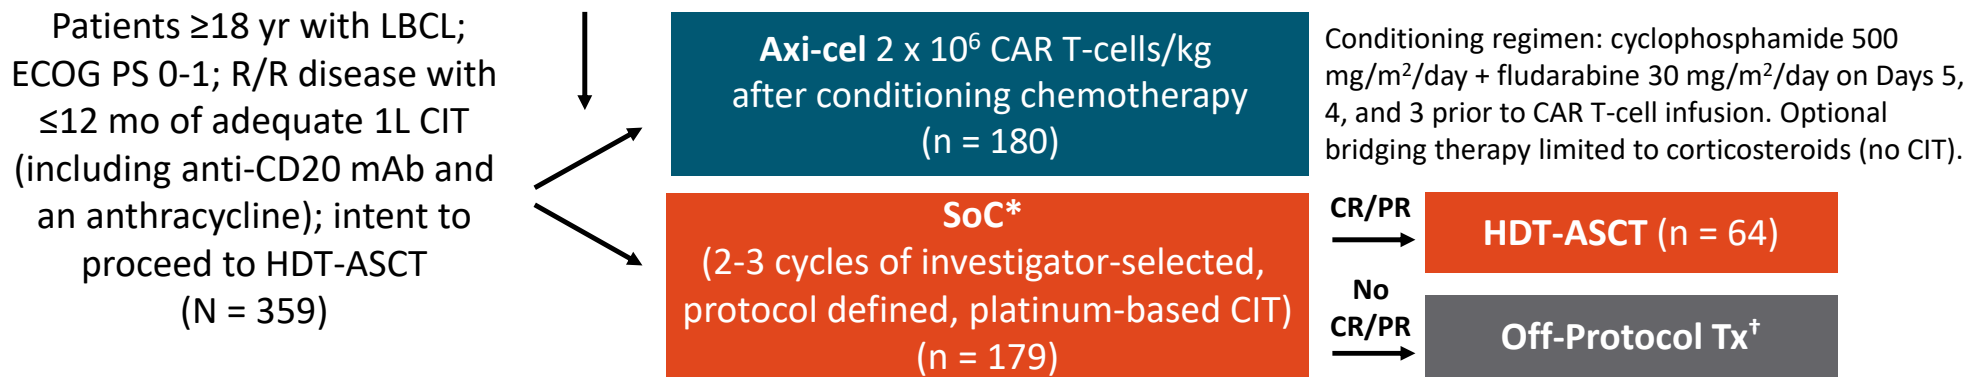 Patients ≥18 yr with LBCL;
ECOG PS 0-1; R/R disease with
≤12 mo of adequate 1L CIT
(including anti-CD20 mAb and
an anthracycline); intent to
proceed to HDT-ASCT
(N = 359)
Axi-cel 2 x 10⁶ CAR T-cells/kg
after conditioning chemotherapy
(n = 180)
Conditioning regimen: cyclophosphamide 500
mg/m²/day + fludarabine 30 mg/m²/day on Days 5,
4, and 3 prior to CAR T-cell infusion. Optional
bridging therapy limited to corticosteroids (no CIT).
SoC*
(2-3 cycles of investigator-selected,
protocol defined, platinum-based CIT)
(n = 179)
CR/PR
HDT-ASCT (n = 64)
No
CR/PR
Off-Protocol Tx†